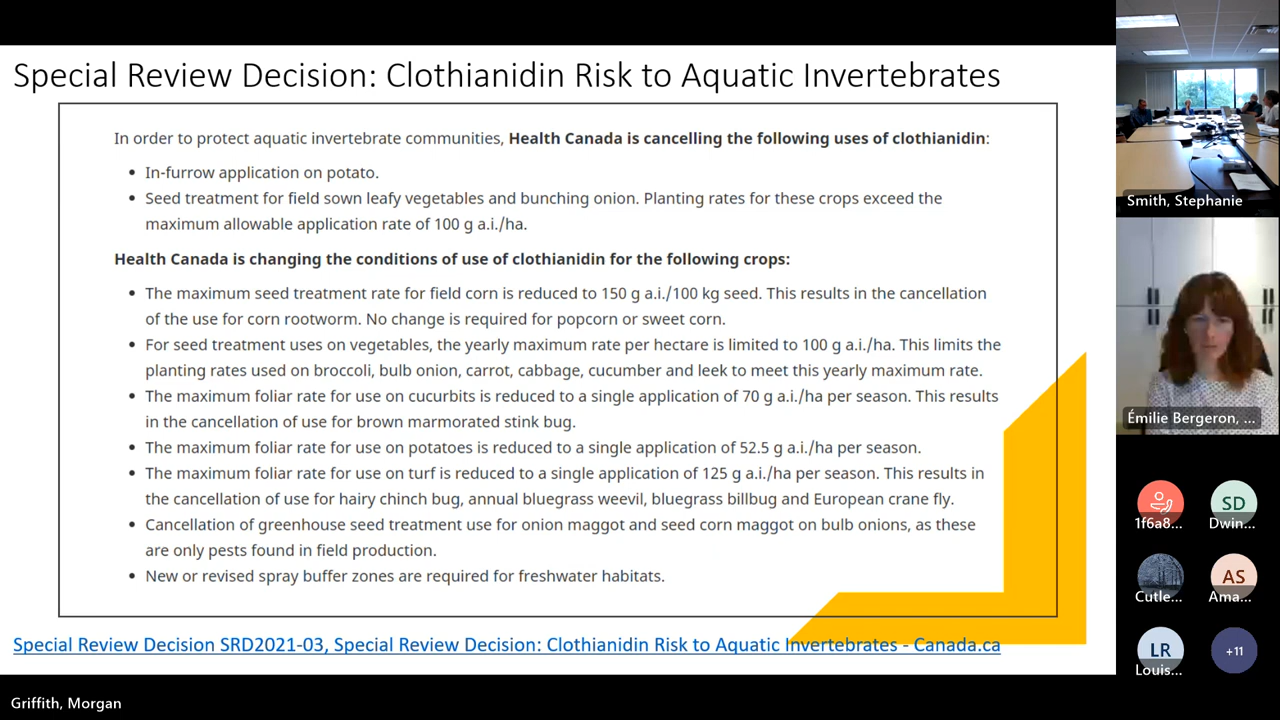 Special Review Decision: Clothianidin Risk to Aquatic Invertebrates
In order to protect aquatic invertebrate communities, Health Canada is cancelling the following uses of clothianidin:
• In-furrow application on potato.
• Seed treatment for field sown leafy vegetables and bunching onion. Planting rates for these crops exceed the
maximum allowable application rate of 100 g a.i./ha.
Health Canada is changing the conditions of use of clothianidin for the following crops:
• The maximum seed treatment rate for field corn is reduced to 150 g a.i./100 kg seed. This results in the cancellation
of the use for corn rootworm. No change is required for popcorn or sweet corn.
• For seed treatment uses on vegetables, the yearly maximum rate per hectare is limited to 100 g a.i./ha. This limits the
planting rates used on broccoli, bulb onion, carrot, cabbage, cucumber and leek to meet this yearly maximum rate.
• The maximum foliar rate for use on cucurbits is reduced to a single application of 70 g a.i./ha per season. This results
in the cancellation of use for brown marmorated stink bug.
• The maximum foliar rate for use on potatoes is reduced to a single application of 52.5 g a.i./ha per season.
• The maximum foliar rate for use on turf is reduced to a single application of 125 g a.i./ha per season. This results in
the cancellation of use for hairy chinch bug, annual bluegrass weevil, bluegrass billbug and European crane fly.
• Cancellation of greenhouse seed treatment use for onion maggot and seed corn maggot on bulb onions, as these
are only pests found in field production.
• New or revised spray buffer zones are required for freshwater habitats.
Special Review Decision SRD2021-03, Special Review Decision: Clothianidin Risk to Aquatic Invertebrates - Canada.ca
Griffith, Morgan
Smith, Stephanie
Émilie Bergeron, ...
1f6a8...
SD
Dwin...
Cutle...
AS
Ama...
LR
Louis...
+11